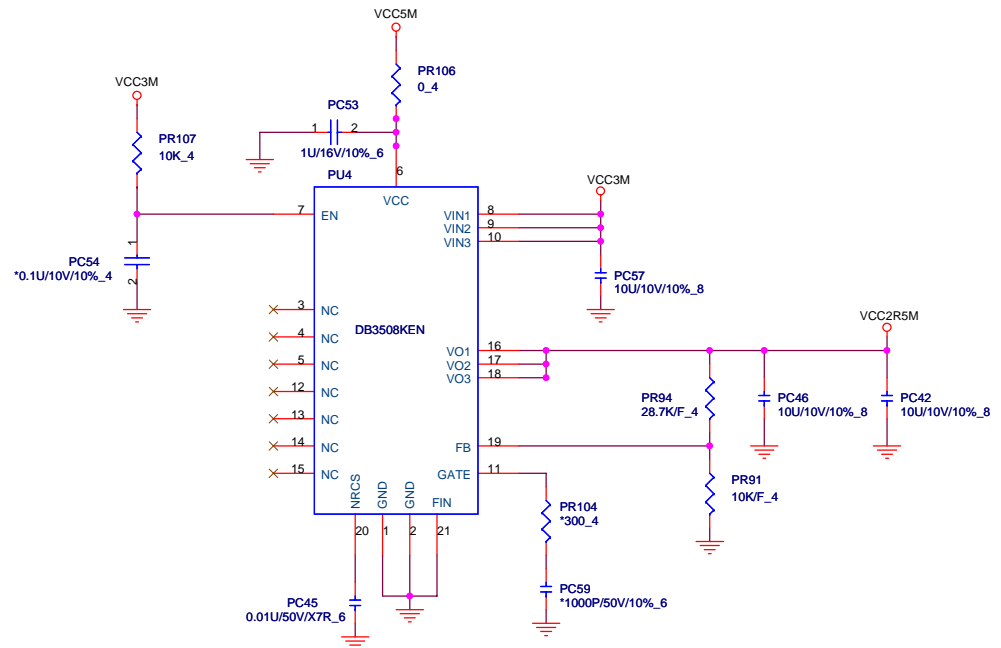 VCC5M
PR106
0_4
VCC3M
PR107
10K_4
PC53
1 2
1U/16V/10%_6
PU4
6
VCC
7 EN
1
PC54
*0.1U/10V/10%_4
2
VCC3M
VIN1 8
VIN2 9
VIN3 10
PC57
10U/10V/10%_8
3 NC
4 NC
5 NC
12 NC
13 NC
14 NC
15 NC
DB3508KEN
VCC2R5M
VO1 16
VO2 17
VO3 18
PR94
28.7K/F_4
PC46
10U/10V/10%_8
PC42
10U/10V/10%_8
FB 19
GATE 11
PR91
10K/F_4
NRCS
GND
GND
FIN
20
1
2
21
PR104
*300_4
PC45
0.01U/50V/X7R_6
PC59
*1000P/50V/10%_6